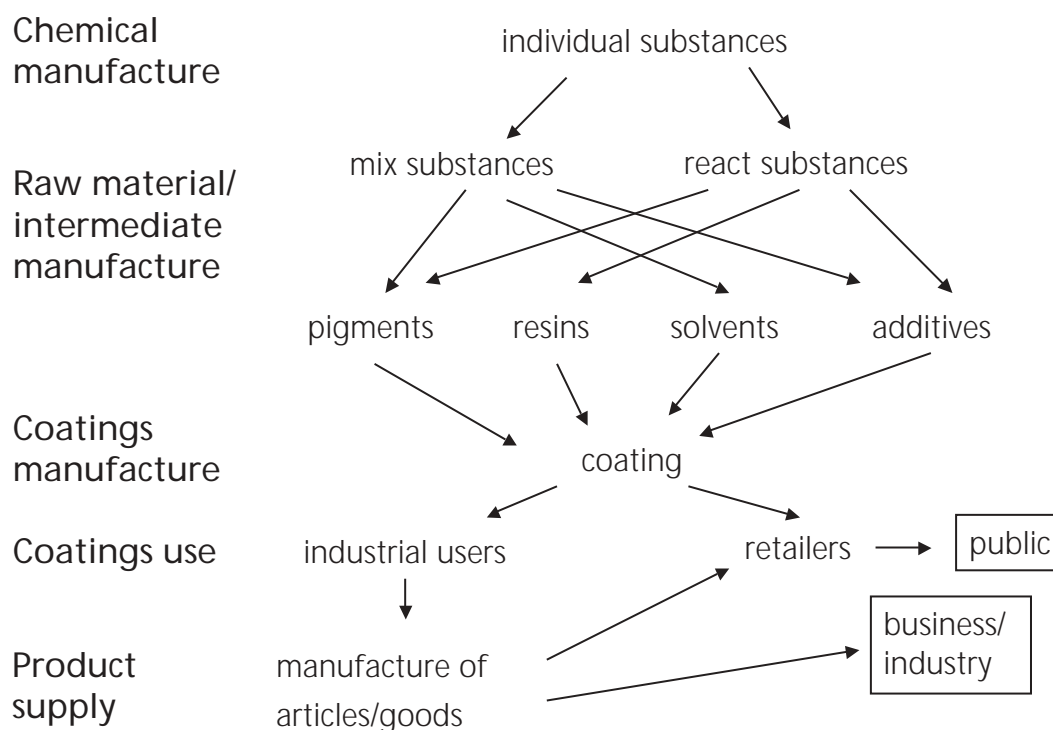 Chemical
manufacture
individual substances
mix substances
react substances
Raw material/
intermediate
manufacture
pigments
resins
solvents
additives
Coatings
manufacture
coating
Coatings use
industrial users
retailers
public
business/
industry
Product
supply
manufacture of
articles/goods